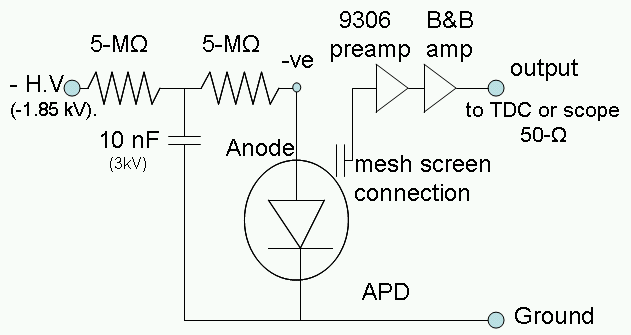 9306 B&B
5-MΩ 5-MΩ preamp amp
-ve
- H.V output
(-1.85 kV). to TDC or scope
10 nF 50-Ω
(3kV)
Anode mesh screen
connection
APD
Ground